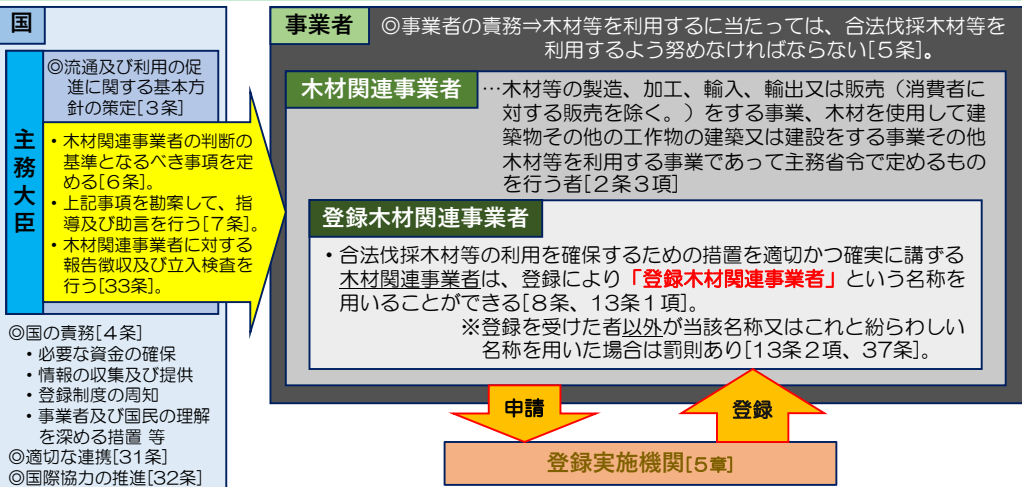 国
主務大臣
◎流通及び利用の促
進に関する基本方
針の策定[3条]
・木材関連事業者の判断の
基準となるべき事項を定
める[6条]。
・上記事項を勘案して、指
導及び助言を行う[7条]。
・木材関連事業者に対する
報告徴収及び立入検査を
行う[33条]。
◎国の責務[4条]
・必要な資金の確保
・情報の収集及び提供
・登録制度の周知
・事業者及び国民の理解
を深める措置 等
◎適切な連携[31条]
◎国際協力の推進[32条]
事業者
◎事業者の責務⇒木材等を利用するに当たっては、合法伐採木材等を
利用するよう努めなければならない[5条]。
木材関連事業者
…木材等の製造、加工、輸入、輸出又は販売（消費者に
対する販売を除く。）をする事業、木材を使用して建
築物その他の工作物の建築又は建設をする事業その他
木材等を利用する事業であって主務省令で定めるもの
を行う者[2条3項]
登録木材関連事業者
・合法伐採木材等の利用を確保するための措置を適切かつ確実に講ずる
木材関連事業者は、登録により「登録木材関連事業者」という名称を
用いることができる[8条、13条1項]。
※登録を受けた者以外が当該名称又はこれと紛らわしい
名称を用いた場合は罰則あり[13条2項、37条]。
申請
登録
登録実施機関[5章]